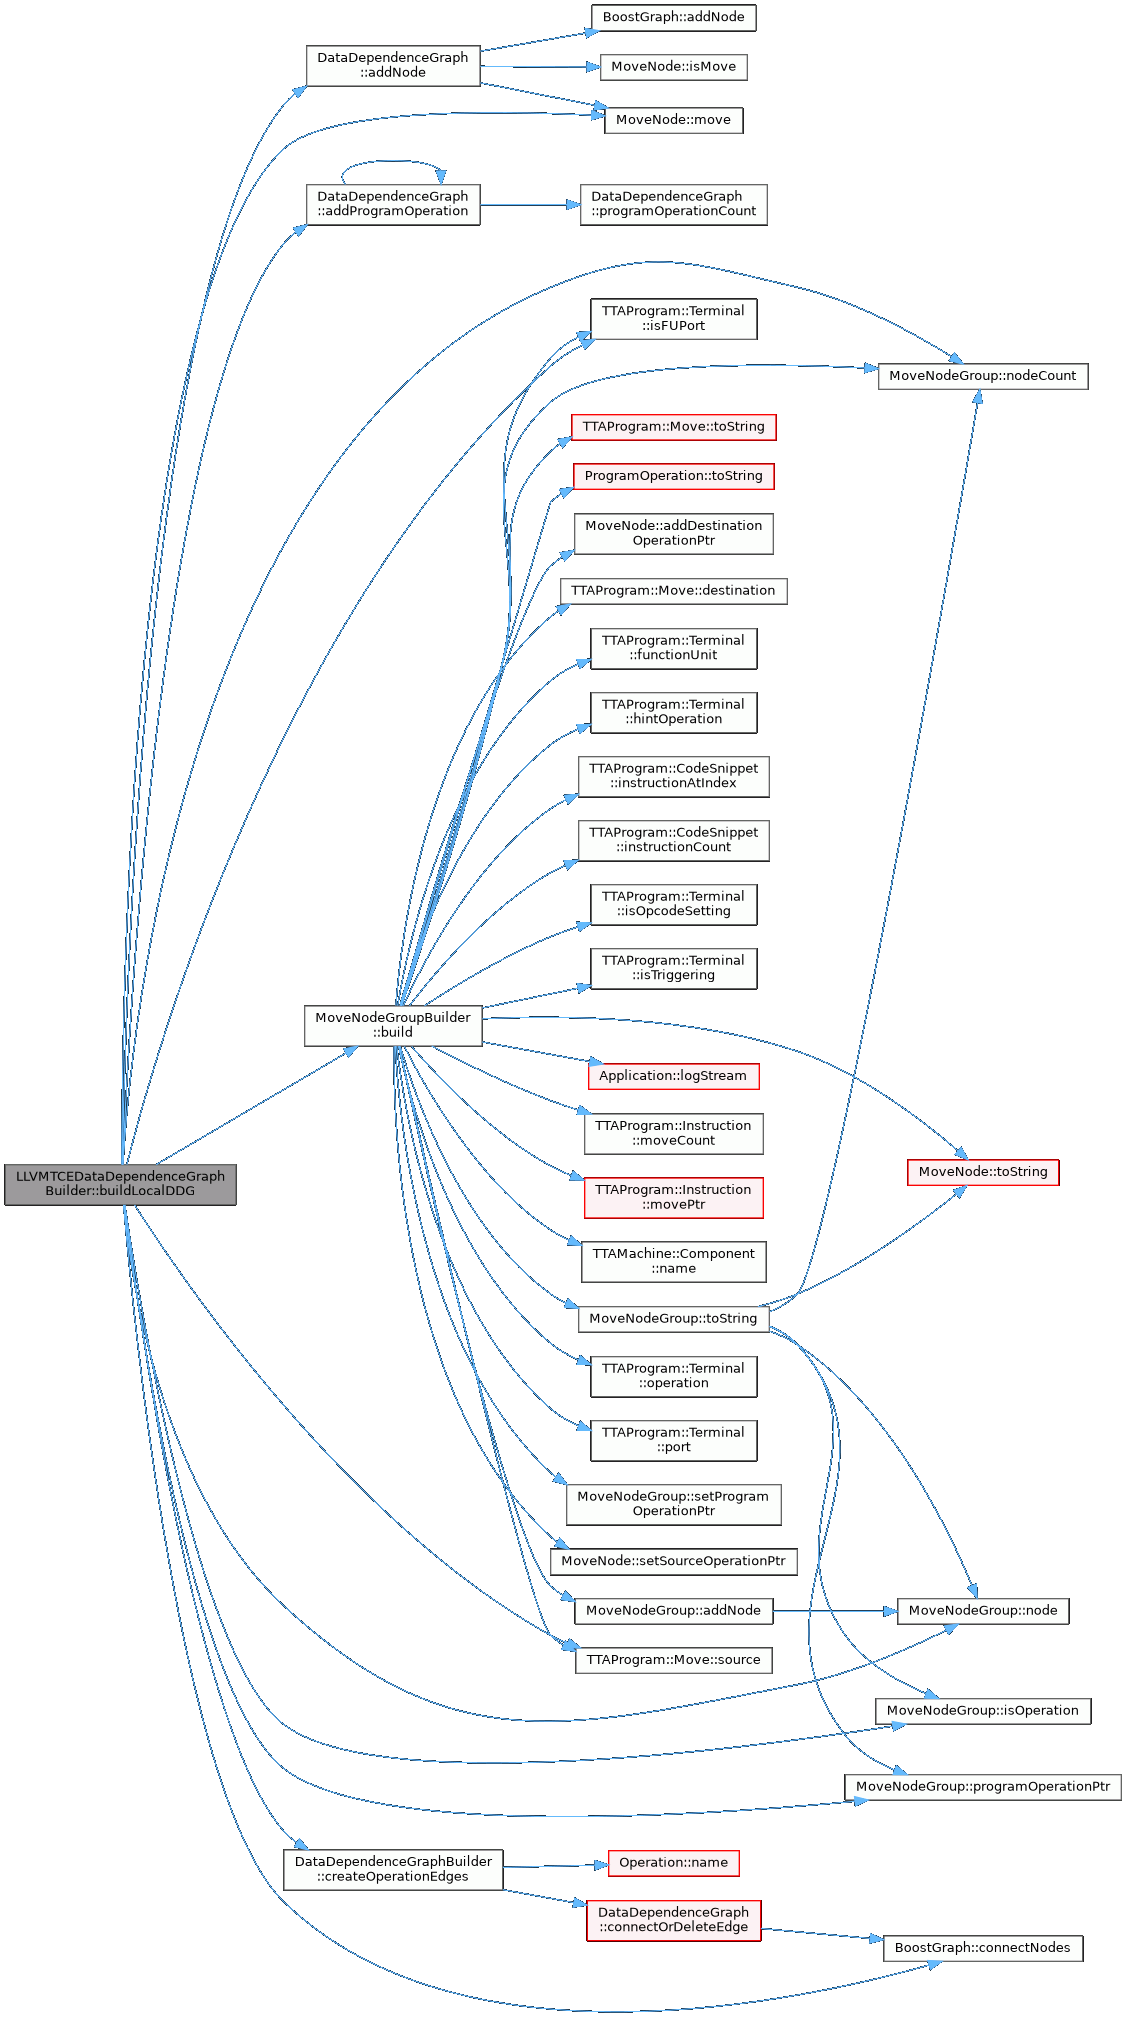 BoostGraph::addNode
DataDependenceGraph
::addNode
MoveNode::isMove
MoveNode::move
DataDependenceGraph
::addProgramOperation
DataDependenceGraph
::programOperationCount
TTAProgram::Terminal
::isFUPort
MoveNodeGroup::nodeCount
TTAProgram::Move::toString
ProgramOperation::toString
MoveNode::addDestination
OperationPtr
TTAProgram::Move::destination
TTAProgram::Terminal
::functionUnit
TTAProgram::Terminal
::hintOperation
TTAProgram::CodeSnippet
::instructionAtIndex
TTAProgram::CodeSnippet
::instructionCount
TTAProgram::Terminal
::isOpcodeSetting
TTAProgram::Terminal
::isTriggering
MoveNodeGroupBuilder
::build
Application::logStream
TTAProgram::Instruction
::moveCount
LLVMTCEDataDependenceGraph
Builder::buildLocalDDG
MoveNode::toString
TTAProgram::Instruction
::movePtr
TTAMachine::Component
::name
MoveNodeGroup::toString
TTAProgram::Terminal
::operation
TTAProgram::Terminal
::port
MoveNodeGroup::setProgram
OperationPtr
MoveNode::setSourceOperationPtr
MoveNodeGroup::addNode
MoveNodeGroup::node
TTAProgram::Move::source
MoveNodeGroup::isOperation
MoveNodeGroup::programOperationPtr
DataDependenceGraphBuilder
::createOperationEdges
Operation::name
DataDependenceGraph
::connectOrDeleteEdge
BoostGraph::connectNodes